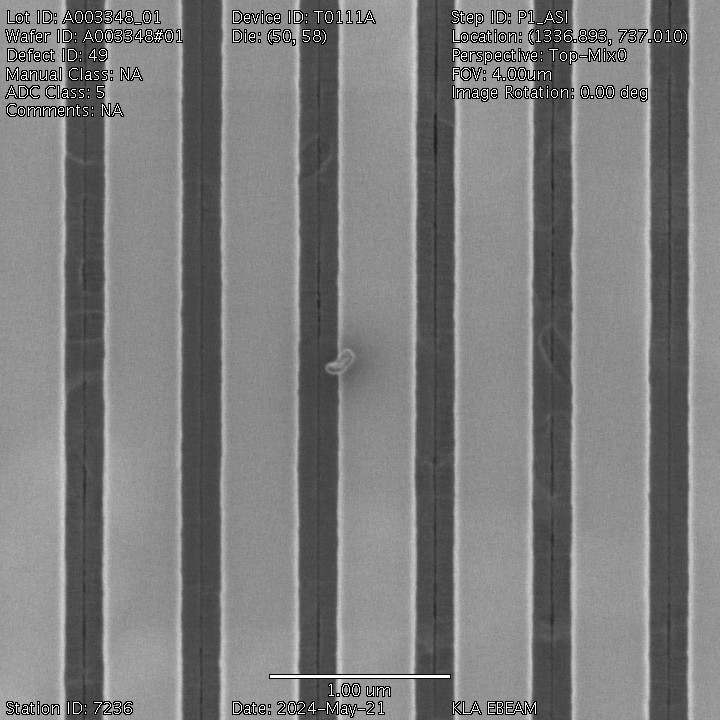 Lot ID: A003348_01
Wafer ID: A003348#01
Defect ID: 49
Manual Class: NA
ADC Class: 5
Comments: NA
Device ID: T0111A
Die: (50, 58)
Step ID: P1_ASI
Location: (1336.893, 737.010)
Perspective: Top-Mix0
FOV: 4.00um
Image Rotation: 0.00 deg
1.00 um
Station ID: 7236
Date: 2024-May-21
KLA EBEAM